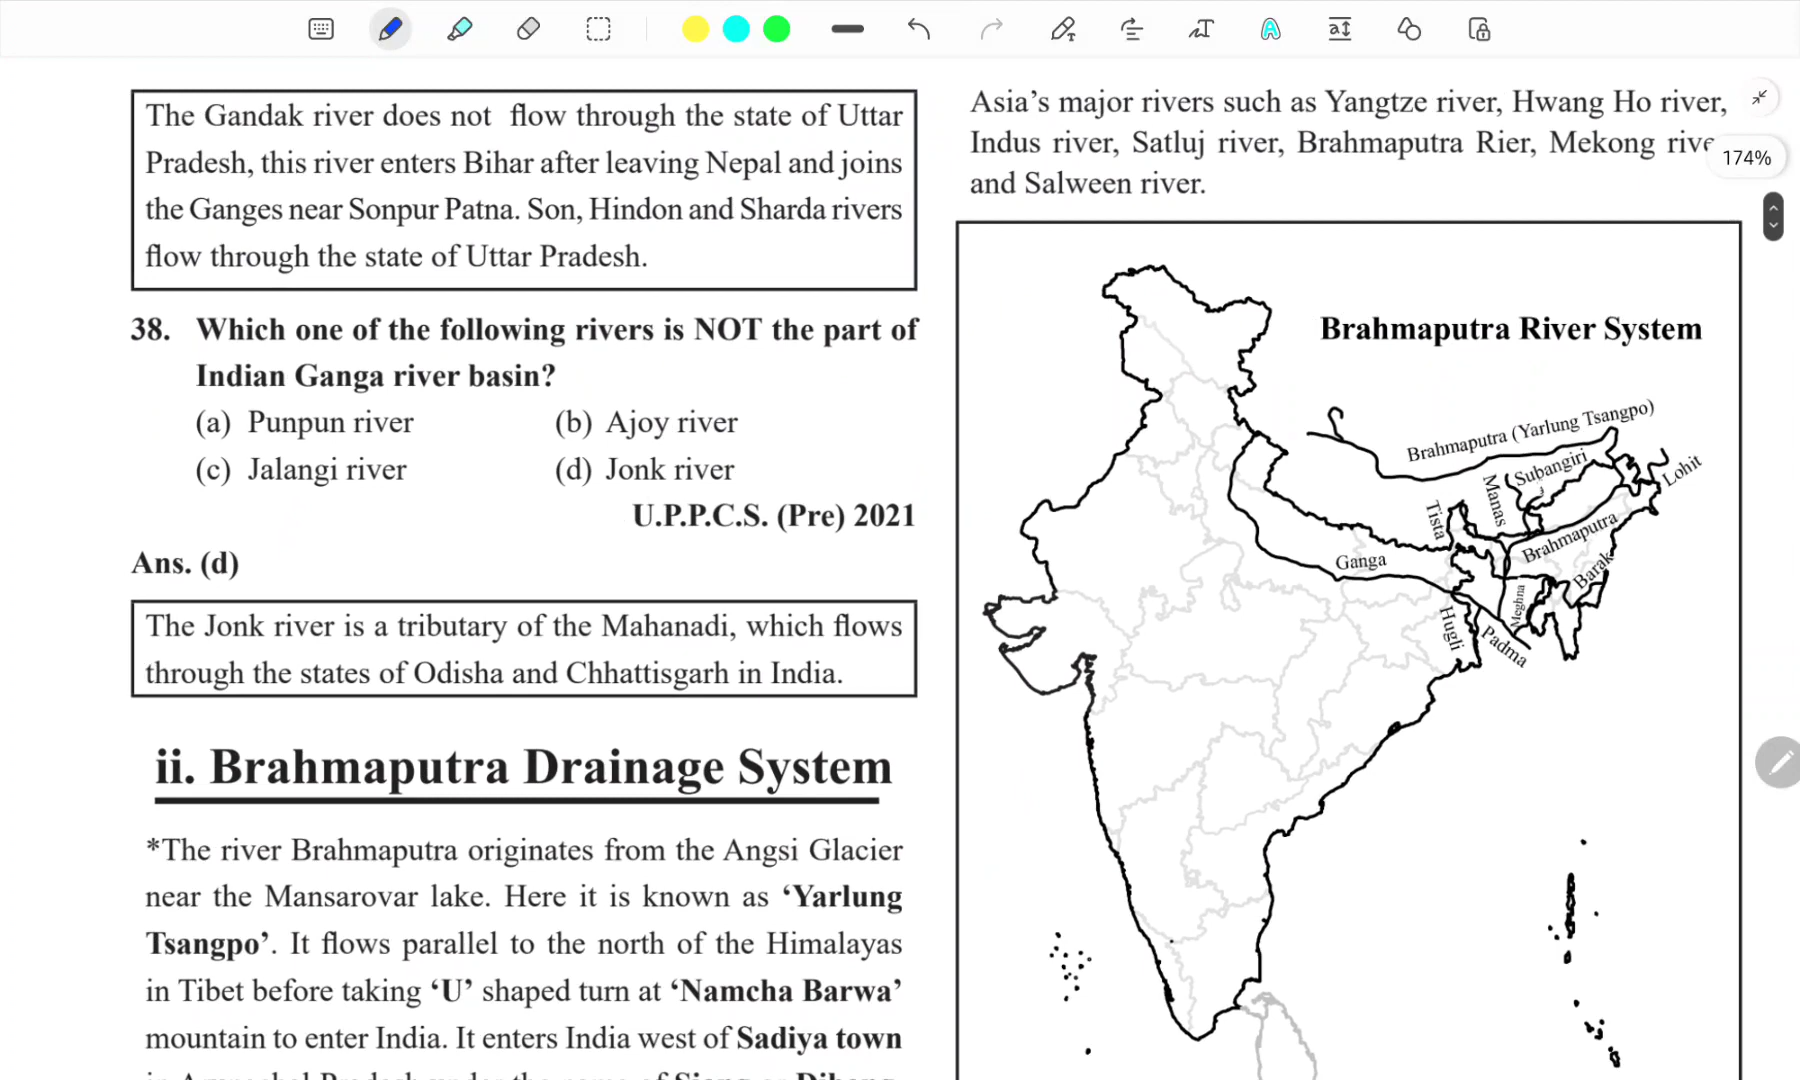 174%
The Gandak river does not flow through the state of Uttar
Pradesh, this river enters Bihar after leaving Nepal and joins
the Ganges near Sonpur Patna. Son, Hindon and Sharda rivers
flow through the state of Uttar Pradesh.
38. Which one of the following rivers is NOT the part of
Indian Ganga river basin?
(a) Punpun river (b) Ajoy river
(c) Jalangi river (d) Jonk river
U.P.P.C.S. (Pre) 2021
Ans. (d)
The Jonk river is a tributary of the Mahanadi, which flows
through the states of Odisha and Chhattisgarh in India.
ii. Brahmaputra Drainage System
*The river Brahmaputra originates from the Angsi Glacier
near the Mansarovar lake. Here it is known as ‘Yarlung
Tsangpo’. It flows parallel to the north of the Himalayas
in Tibet before taking ‘U’ shaped turn at ‘Namcha Barwa’
mountain to enter India. It enters India west of Sadiya town
Asia’s major rivers such as Yangtze river, Hwang Ho river,
Indus river, Satluj river, Brahmaputra Rier, Mekong rive
and Salween river.
Brahmaputra River System
Brahmaputra (Yarlung Tsangpo)
Subangiri
Lohit
Manas
Tista
Brahmaputra
Ganga
Barak
Meghna
Hugli
Padma